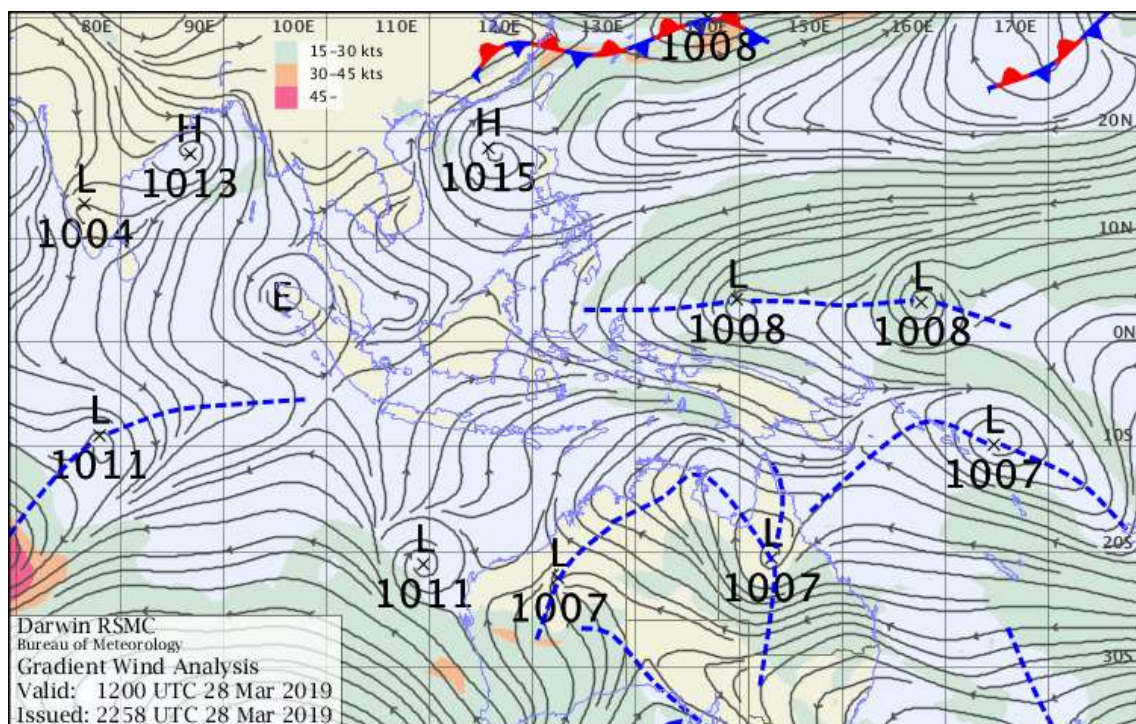 80E 90E 100E 110E 120E 130E 150E 160E 170E
15-30 kts
30-45 kts
45-
1008
20N
H
1013
H
1015
L
1004
10N
E
L
1008
L
1008
0N
L
1011
10S
L
1007
20S
L
1011
L
1007
L
1007
30S
Darwin RSMC
Bureau of Meteorology
Gradient Wind Analysis
Valid: 1200 UTC 28 Mar 2019
Issued: 2258 UTC 28 Mar 2019